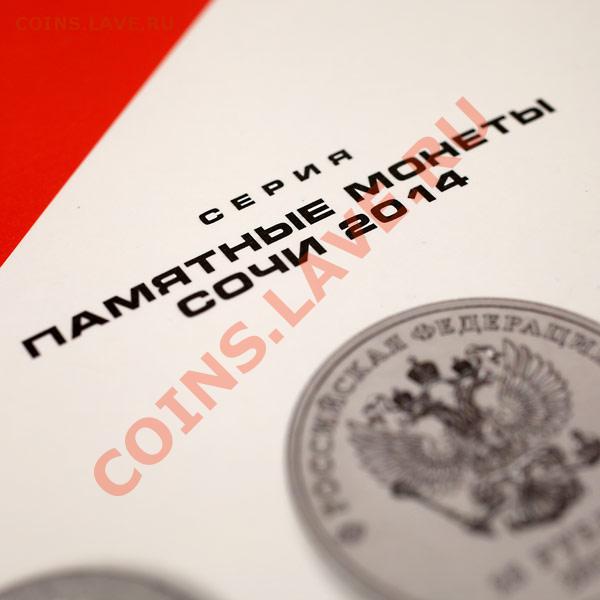 COINS.LAVE.RU
СЕРИЯ
ПАМЯТНЫЕ МОНЕТЫ
СОЧИ 2014
COINS.LAVE.RU
РОССИЙСКАЯ ФЕДЕРАЦИЯ